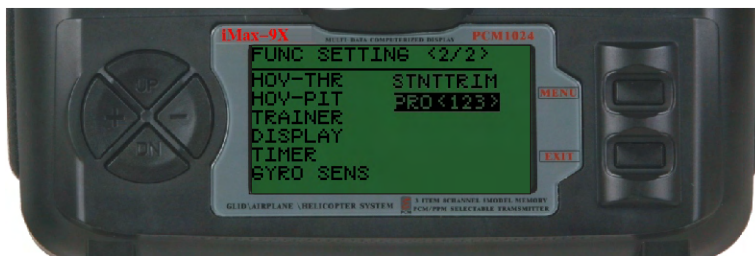 iMax-9X MULTI-DATA COMPUTERIZED DISPLAY PCM1024
FUNC SETTING <2/2>
HOV-THR STNTTRIM
HOV-PIT PRO<123>
TRAINER
DISPLAY
TIMER
GYRO SENS
UP
+ -
DN
MENU
EXIT
GLID\AIRPLANE \HELICOPTER SYSTEM
PCM/PPM SELECTABLE TRANSMITTER